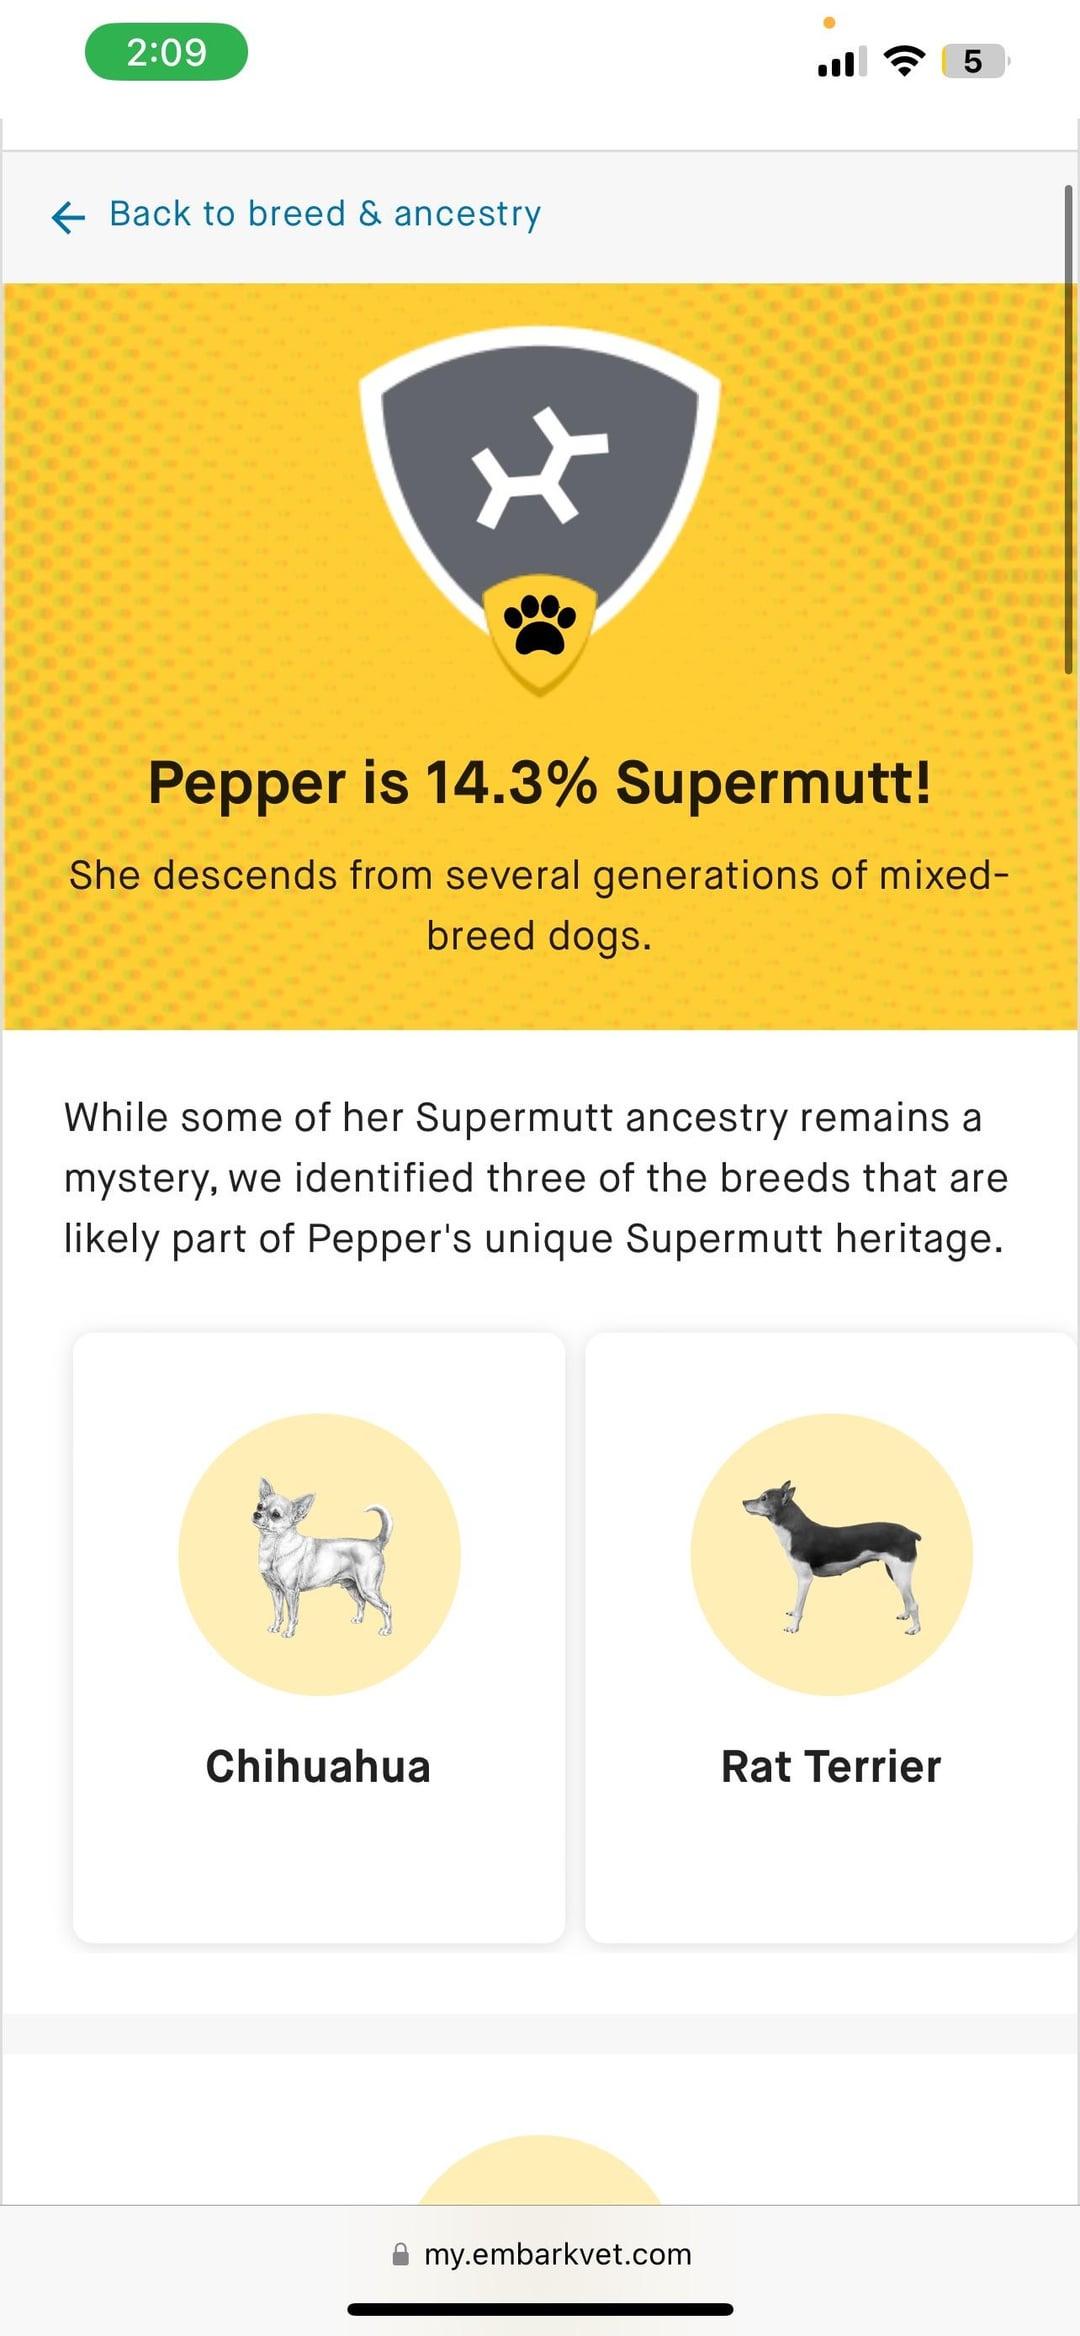 2:09
5
← Back to breed & ancestry
Pepper is 14.3% Supermutt!
She descends from several generations of mixed-
breed dogs.
While some of her Supermutt ancestry remains a
mystery, we identified three of the breeds that are
likely part of Pepper's unique Supermutt heritage.
Chihuahua
Rat Terrier
my.embarkvet.com